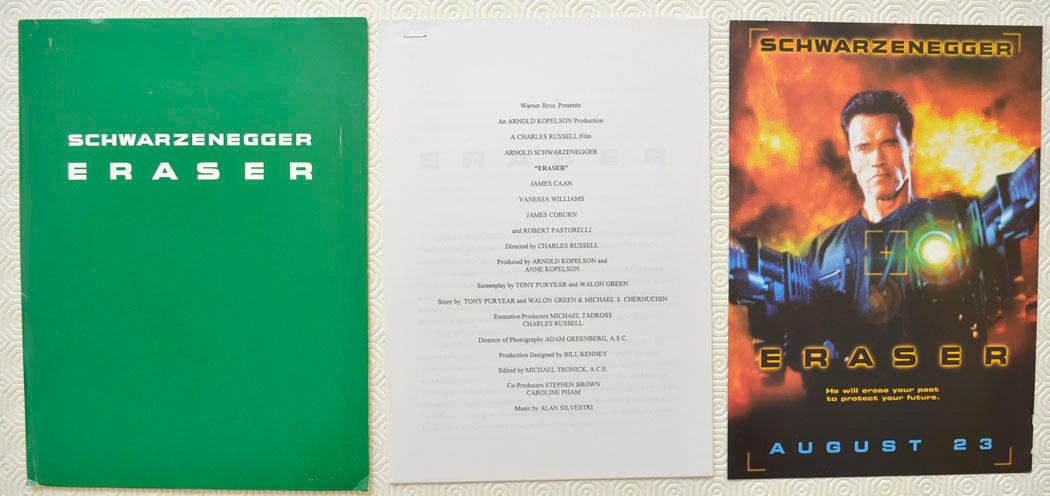 SCHWARZENEGGER
ERASER
Warner Bros. Presents
An ARNOLD KOPELSON Production
A CHARLES RUSSELL Film
ARNOLD SCHWARZENEGGER
"ERASER"
JAMES CAAN
VANESSA WILLIAMS
JAMES COBURN
and ROBERT PASTORELLI
Directed by CHARLES RUSSELL
Produced by ARNOLD KOPELSON and
ANNE KOPELSON
Screenplay by TONY PURYEAR and WALON GREEN
Story by TONY PURYEAR and WALON GREEN & MICHAEL S. CHERNUCHIN
Executive Producers MICHAEL TADROSS
CHARLES RUSSELL
Director of Photography ADAM GREENBERG, A.S.C.
Production Designed by BILL KENNEY
Edited by MICHAEL TRONICK, A.C.E
Co-Producers STEPHEN BROWN
CAROLINE PHAM
Music by ALAN SILVESTRI
SCHWARZENEGGER
ERASER
He will erase your past
to protect your future.
AUGUST 23